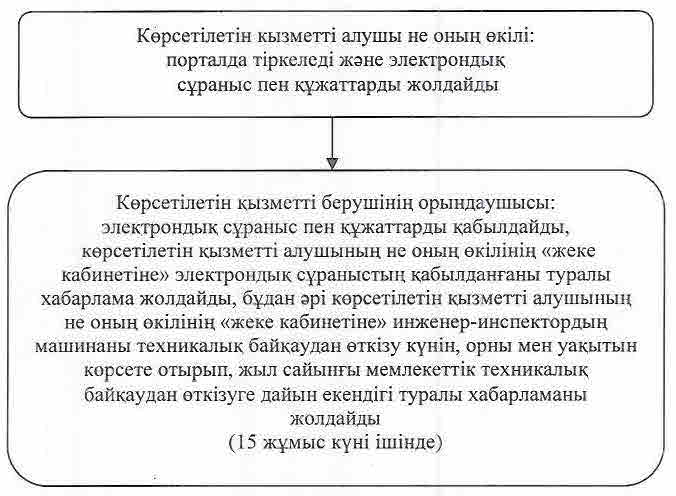 Көрсетілетін қызметті алушы не оның өкілі:
порталда тіркеледі және электрондық
сұраныс пен құжаттарды жолдайды
Көрсетілетін қызметті берушінің орындаушысы:
электрондық сұраныс пен құжаттарды қабылдайды,
көрсетілетін қызметті алушының не оның өкілінің «жеке
кабинетіне» электрондық сұраныстың қабылданғаны туралы
хабарлама жолдайды, бұдан әрі көрсетілетін қызметті алушының
не оның өкілінің «жеке кабинетіне» инженер-инспектордың
машинаны техникалық байқаудан өткізу күнін, орны мен уақытын
көрсете отырып, жыл сайынғы мемлекеттік техникалық
байқаудан өткізуге дайын екендігі туралы хабарламаны
жолдайды
(15 жұмыс күні ішінде)